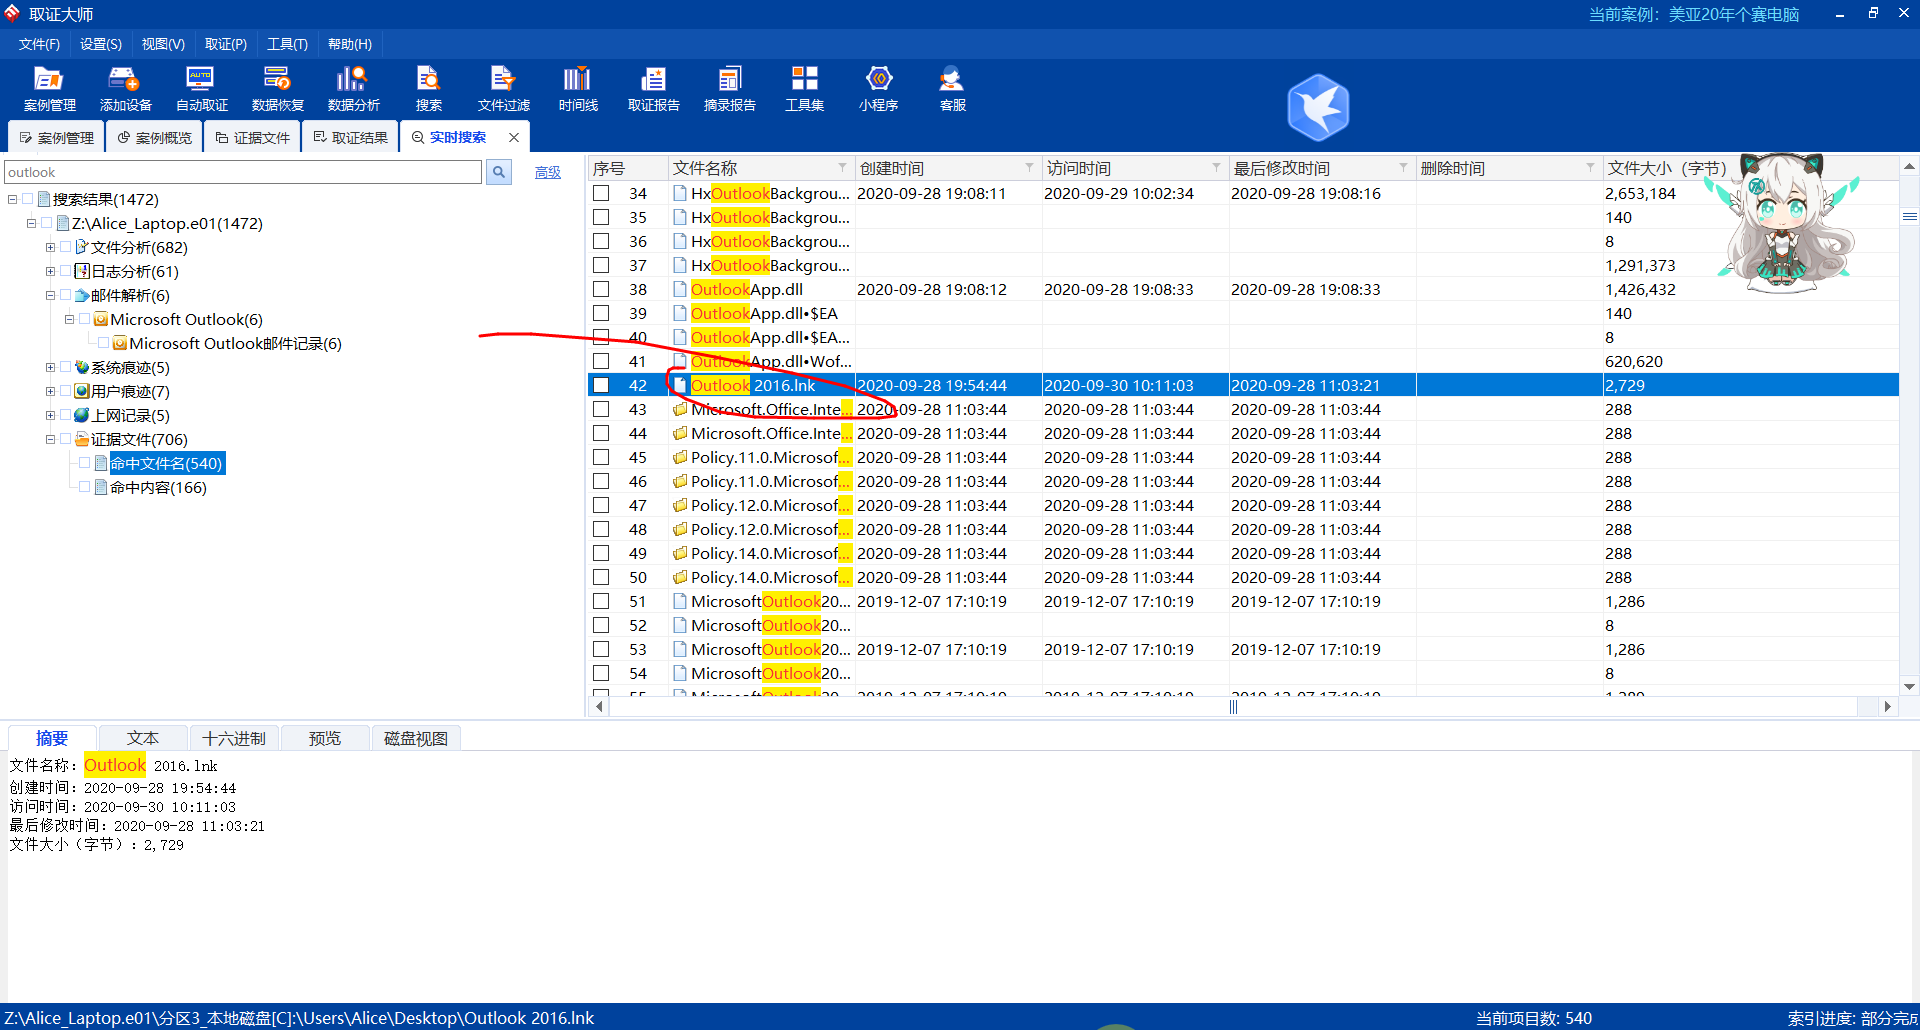 取证大师
当前案例：美亚20年个赛电脑
文件(F) 设置(S) 视图(V) 取证(P) 工具(T) 帮助(H)
案例管理 添加设备 自动取证 数据恢复 数据分析 搜索 文件过滤 时间线 取证报告 摘录报告 工具集 小程序 客服
案例管理 案例概览 证据文件 取证结果 实时搜索
outlook 高级
搜索结果(1472)
Z:\Alice_Laptop.e01(1472)
文件分析(682)
日志分析(61)
邮件解析(6)
Microsoft Outlook(6)
Microsoft Outlook邮件记录(6)
系统痕迹(5)
用户痕迹(7)
上网记录(5)
证据文件(706)
命中文件名(540)
命中内容(166)
序号 文件名称 创建时间 访问时间 最后修改时间 删除时间 文件大小（字节）
34 HxOutlookBackgrou... 2020-09-28 19:08:11 2020-09-29 10:02:34 2020-09-28 19:08:16 2,653,184
35 HxOutlookBackgrou... 140
36 HxOutlookBackgrou... 8
37 HxOutlookBackgrou... 1,291,373
38 OutlookApp.dll 2020-09-28 19:08:12 2020-09-28 19:08:33 2020-09-28 19:08:33 1,426,432
39 OutlookApp.dll•$EA 140
40 OutlookApp.dll•$EA... 8
41 OutlookApp.dll•Wof... 620,620
42 Outlook 2016.lnk 2020-09-28 19:54:44 2020-09-30 10:11:03 2020-09-28 11:03:21 2,729
43 Microsoft.Office.Inte... 2020-09-28 11:03:44 2020-09-28 11:03:44 2020-09-28 11:03:44 288
44 Microsoft.Office.Inte... 2020-09-28 11:03:44 2020-09-28 11:03:44 2020-09-28 11:03:44 288
45 Policy.11.0.Microsof... 2020-09-28 11:03:44 2020-09-28 11:03:44 2020-09-28 11:03:44 288
46 Policy.11.0.Microsof... 2020-09-28 11:03:44 2020-09-28 11:03:44 2020-09-28 11:03:44 288
47 Policy.12.0.Microsof... 2020-09-28 11:03:44 2020-09-28 11:03:44 2020-09-28 11:03:44 288
48 Policy.12.0.Microsof... 2020-09-28 11:03:44 2020-09-28 11:03:44 2020-09-28 11:03:44 288
49 Policy.14.0.Microsof... 2020-09-28 11:03:44 2020-09-28 11:03:44 2020-09-28 11:03:44 288
50 Policy.14.0.Microsof... 2020-09-28 11:03:44 2020-09-28 11:03:44 2020-09-28 11:03:44 288
51 MicrosoftOutlook20... 2019-12-07 17:10:19 2019-12-07 17:10:19 2019-12-07 17:10:19 1,286
52 MicrosoftOutlook20... 8
53 MicrosoftOutlook20... 2019-12-07 17:10:19 2019-12-07 17:10:19 2019-12-07 17:10:19 1,286
54 MicrosoftOutlook20... 8
摘要 文本 十六进制 预览 磁盘视图
文件名称：Outlook 2016.lnk
创建时间：2020-09-28 19:54:44
访问时间：2020-09-30 10:11:03
最后修改时间：2020-09-28 11:03:21
文件大小（字节）：2,729
Z:\Alice_Laptop.e01\分区3_本地磁盘[C]:\Users\Alice\Desktop\Outlook 2016.lnk 当前项目数: 540 索引进度: 部分完成